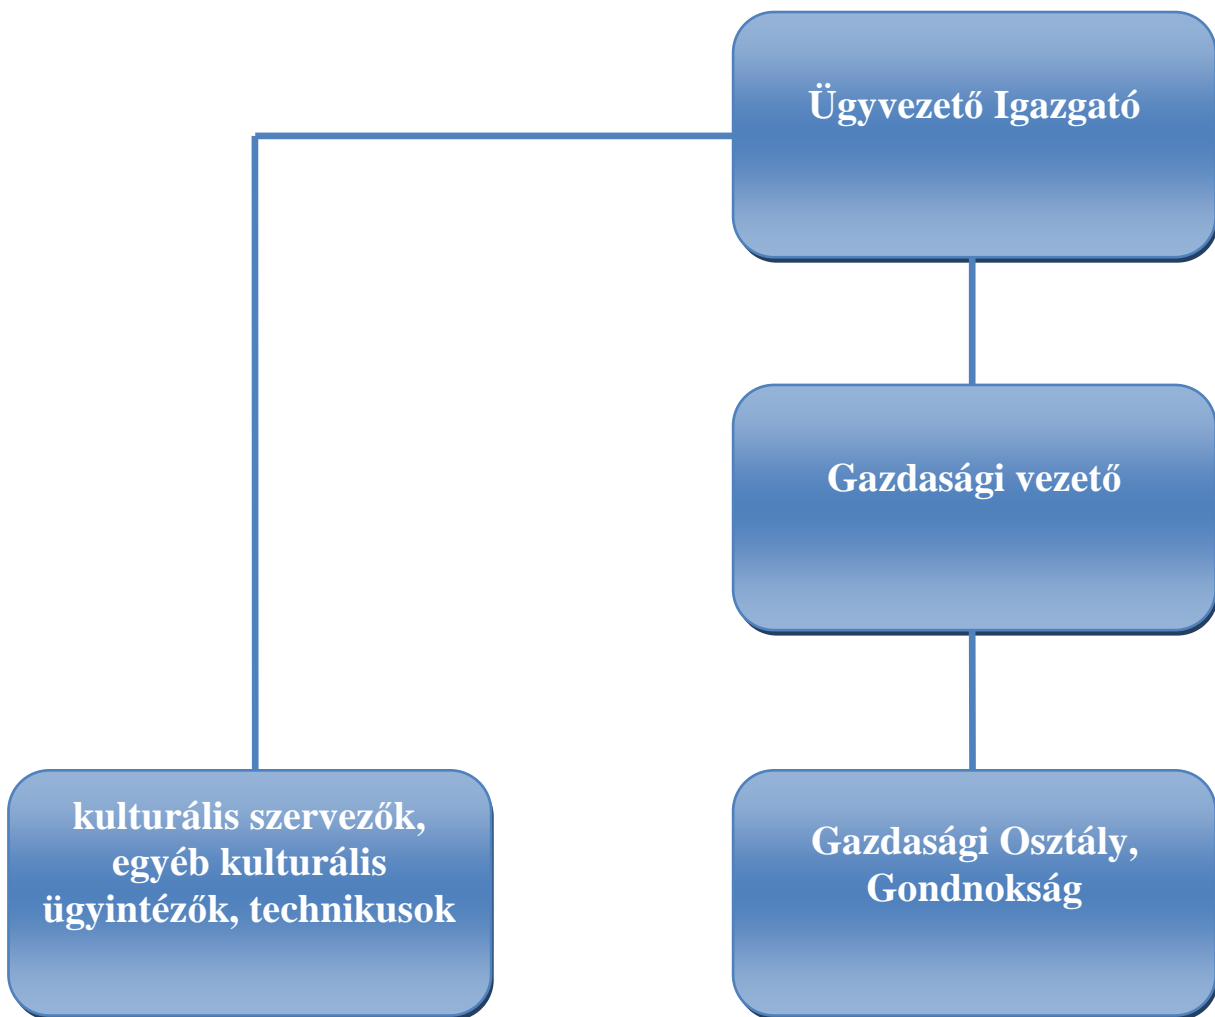 Ügyvezető Igazgató
Gazdasági vezető
kulturális szervezők,
egyéb kulturális
ügyintézők, technikusok
Gazdasági Osztály,
Gondnokság